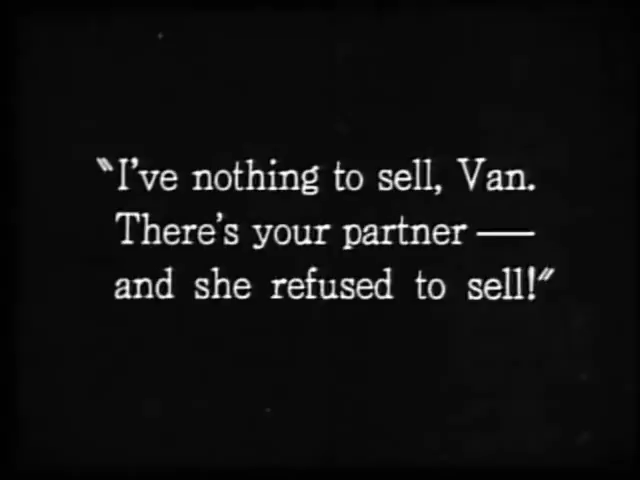 "I've nothing to sell, Van.
There's your partner —
and she refused to sell!"